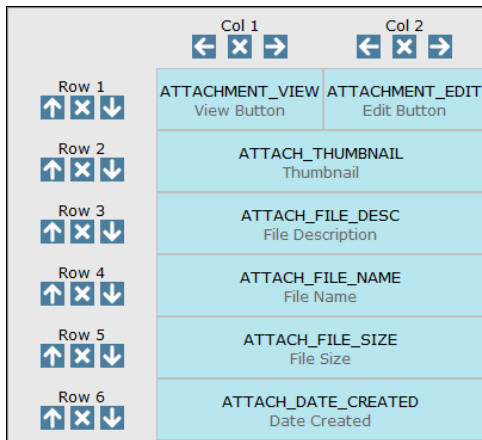 Col 1 Col 2
Row 1
ATTACHMENT_VIEW ATTACHMENT_EDIT
View Button Edit Button
Row 2
ATTACH_THUMBNAIL
Thumbnail
Row 3
ATTACH_FILE_DESC
File Description
Row 4
ATTACH_FILE_NAME
File Name
Row 5
ATTACH_FILE_SIZE
File Size
Row 6
ATTACH_DATE_CREATED
Date Created